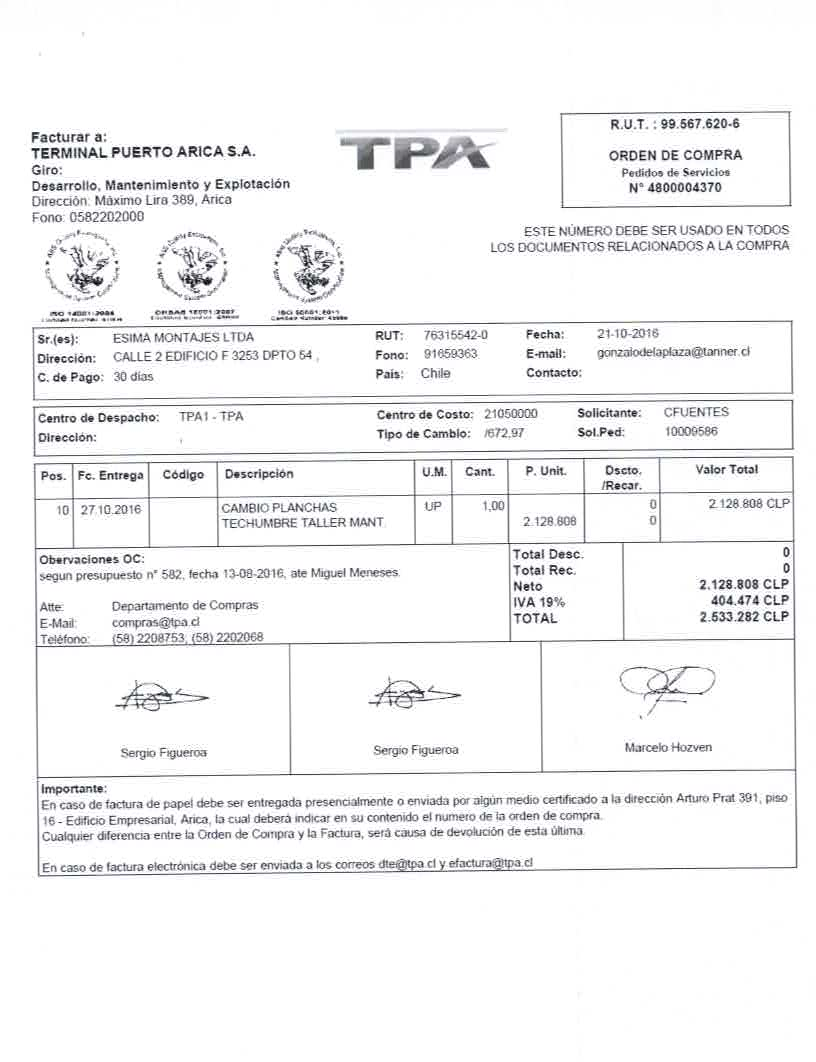 Facturar a:
TERMINAL PUERTO ARICA S.A.
Giro:
Desarrollo, Mantenimiento y Explotación
Dirección: Máximo Lira 389, Arica
Fono: 0582202000
TPA
R.U.T. : 99.567.620-6
ORDEN DE COMPRA
Pedidos de Servicios
N° 4800004370
ESTE NÚMERO DEBE SER USADO EN TODOS
LOS DOCUMENTOS RELACIONADOS A LA COMPRA
ISO 14001:2004
OHSAS 18001:2007
ISO 50001:2011
Sr.(es): ESIMA MONTAJES LTDA RUT: 76315542-0 Fecha: 21-10-2016
Dirección: CALLE 2 EDIFICIO F 3253 DPTO 54 , Fono: 91659363 E-mail: gonzalodelaplaza@tanner.cl
C. de Pago: 30 días País: Chile Contacto:
Centro de Despacho: TPA1 - TPA Centro de Costo: 21050000 Solicitante: CFUENTES
Dirección: , Tipo de Cambio: /672,97 Sol.Ped: 10009586
Pos. Fc. Entrega Código Descripción U.M. Cant. P. Unit. Dscto. /Recar. Valor Total
10 27.10.2016 CAMBIO PLANCHAS UP 1,00 0 2.128.808 CLP
TECHUMBRE TALLER MANT. 2.128.808 0
Obervaciones OC:
segun presupuesto n° 582, fecha 13-08-2016, ate Miguel Meneses.
Atte: Departamento de Compras
E-Mail: compras@tpa.cl
Teléfono: (58) 2208753, (58) 2202068
Total Desc. 0
Total Rec. 0
Neto 2.128.808 CLP
IVA 19% 404.474 CLP
TOTAL 2.533.282 CLP
Sergio Figueroa
Sergio Figueroa
Marcelo Hozven
Importante:
En caso de factura de papel debe ser entregada presencialmente o enviada por algún medio certificado a la dirección Arturo Prat 391, piso
16 - Edificio Empresarial, Arica, la cual deberá indicar en su contenido el numero de la orden de compra.
Cualquier diferencia entre la Orden de Compra y la Factura, será causa de devolución de esta última.
En caso de factura electrónica debe ser enviada a los correos dte@tpa.cl y efactura@tpa.cl